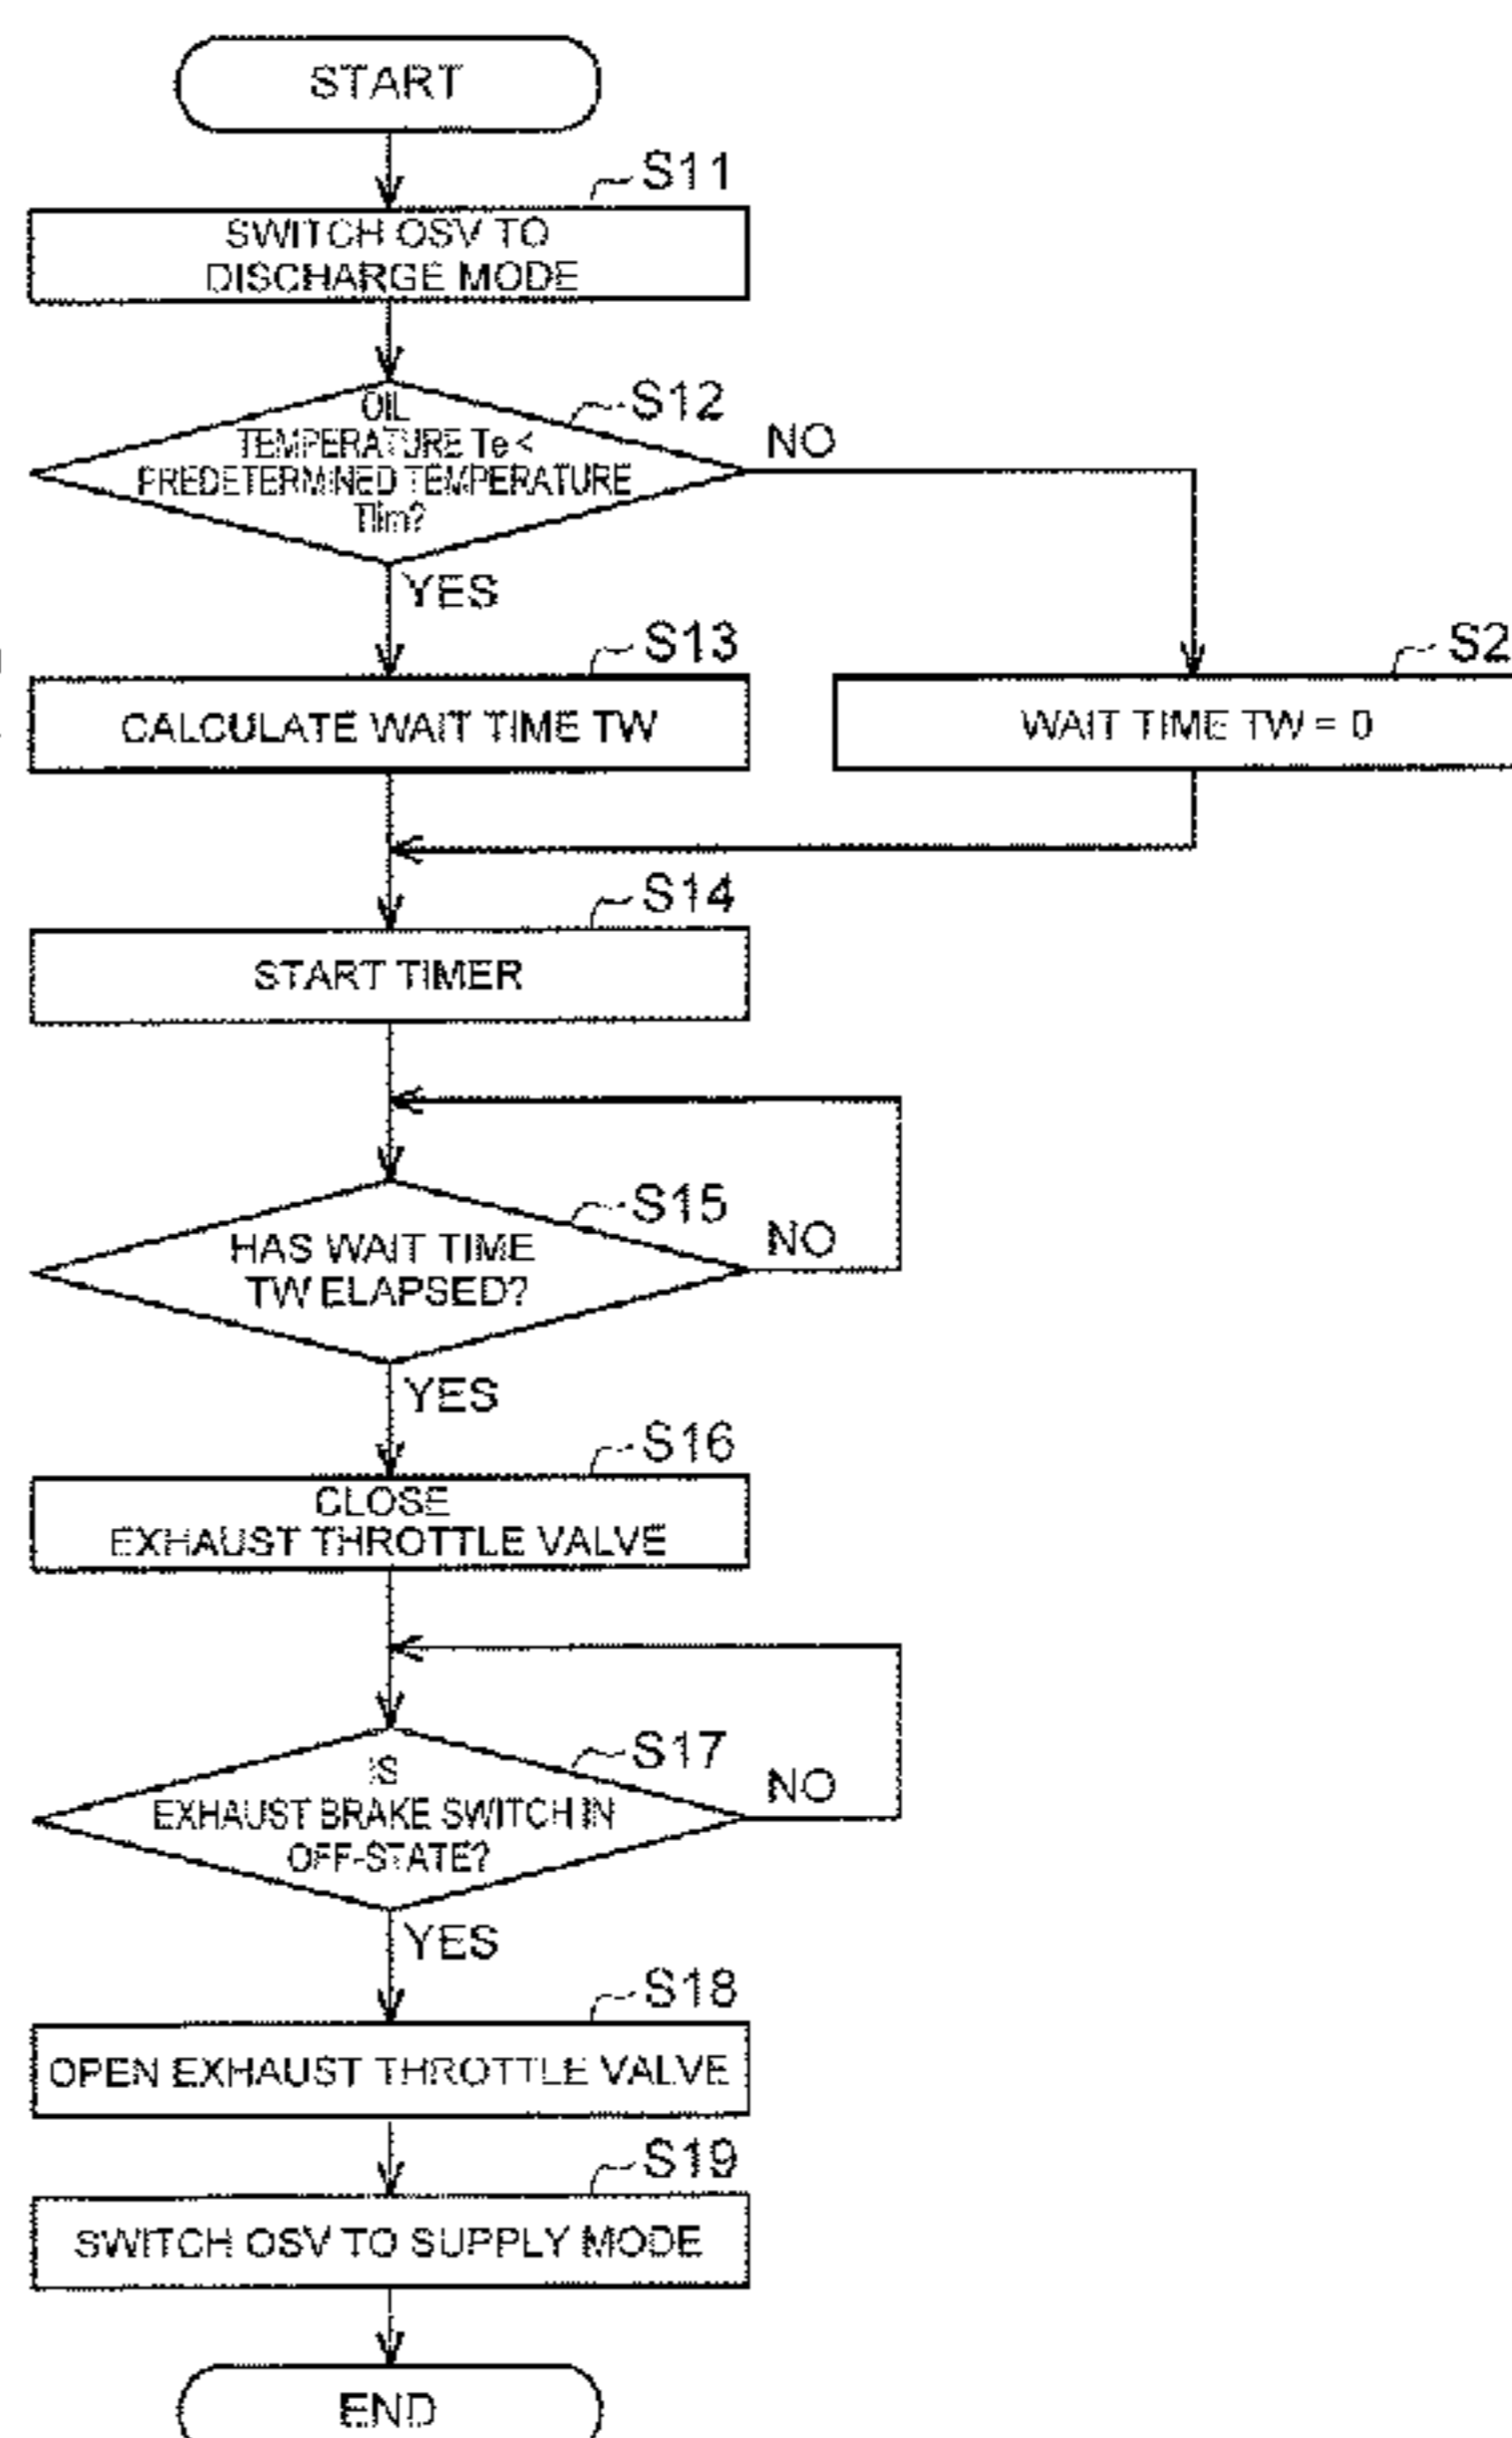 START
S11
SWITCH OSV TO
DISCHARGE MODE
S12
OIL
TEMPERATURE Te <
PREDETERMINED TEMPERATURE
Tlim?
NO
YES
S13
CALCULATE WAIT TIME TW
S2
WAIT TIME TW = 0
S14
START TIMER
S15
HAS WAIT TIME
TW ELAPSED?
NO
YES
S16
CLOSE
EXHAUST THROTTLE VALVE
S17
IS
EXHAUST BRAKE SWITCH IN
OFF-STATE?
NO
YES
S18
OPEN EXHAUST THROTTLE VALVE
S19
SWITCH OSV TO SUPPLY MODE
END